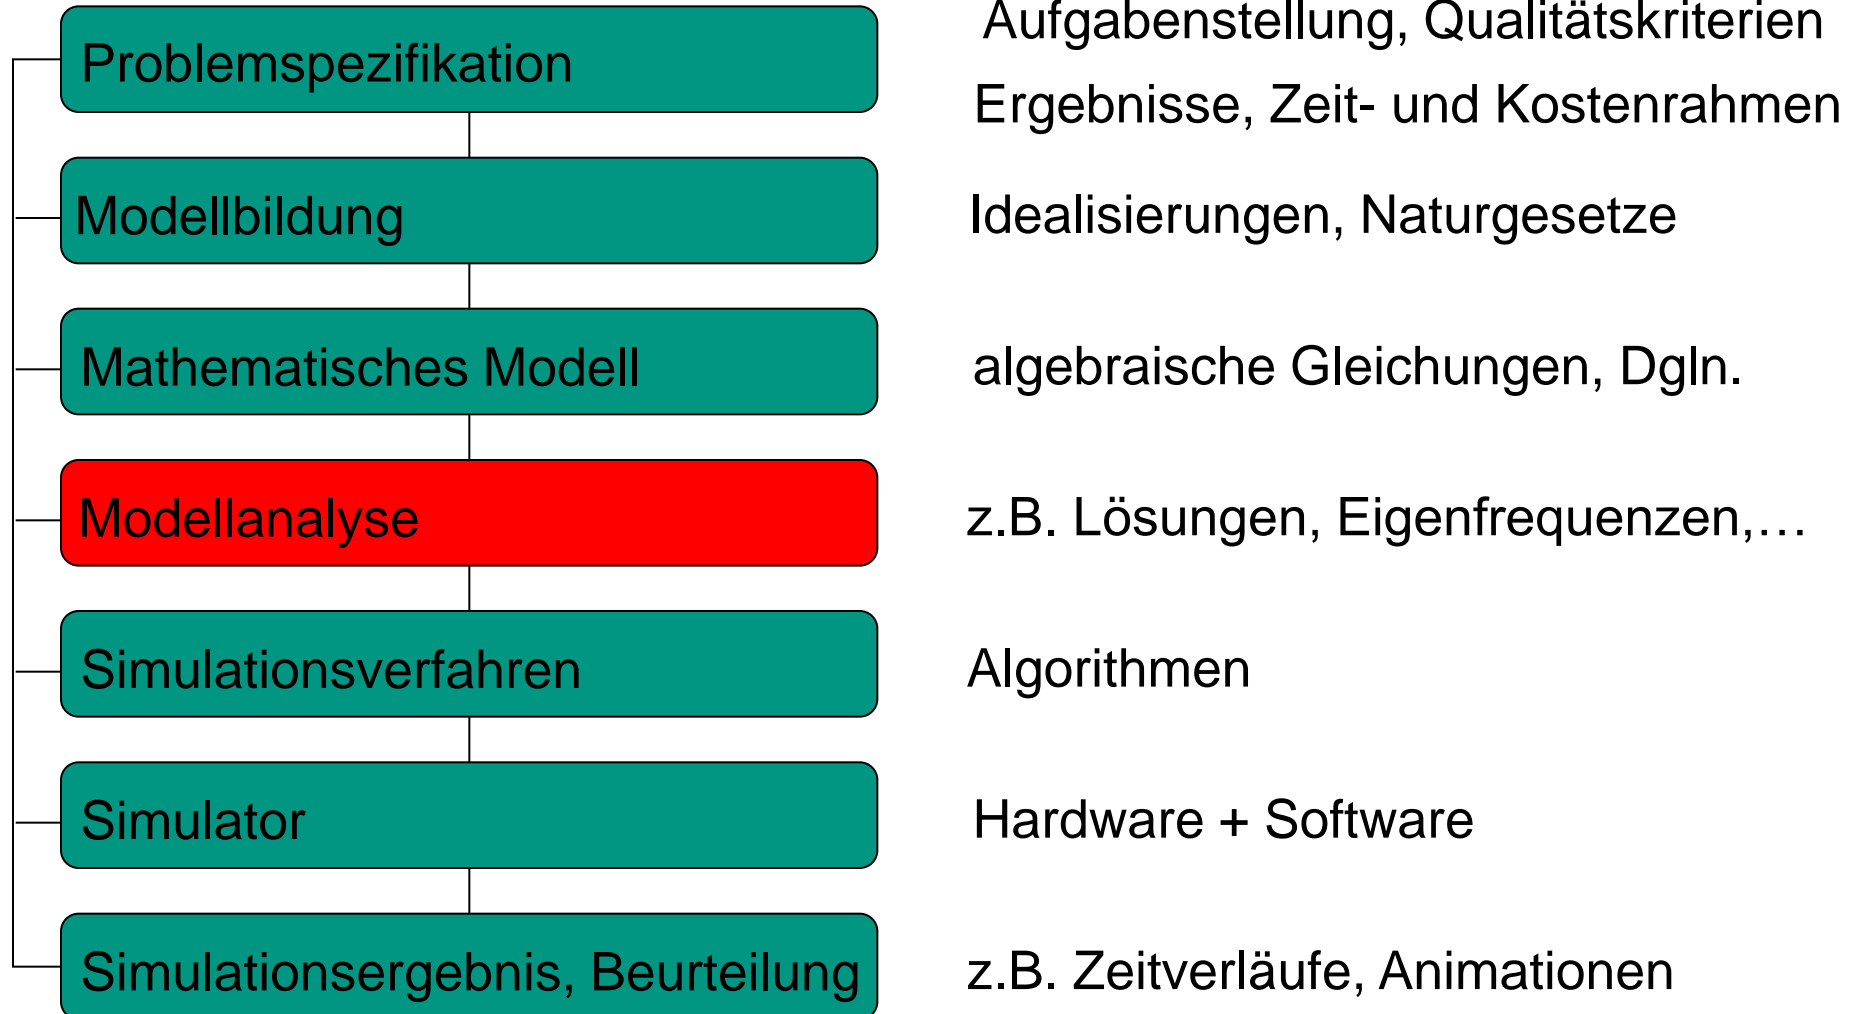 Aufgabenstellung, Qualitätskriterien
Problemspezifikation
Ergebnisse, Zeit- und Kostenrahmen
Modellbildung
Idealisierungen, Naturgesetze
Mathematisches Modell
algebraische Gleichungen, Dgln.
Modellanalyse
z.B. Lösungen, Eigenfrequenzen,…
Simulationsverfahren
Algorithmen
Simulator
Hardware + Software
Simulationsergebnis, Beurteilung
z.B. Zeitverläufe, Animationen